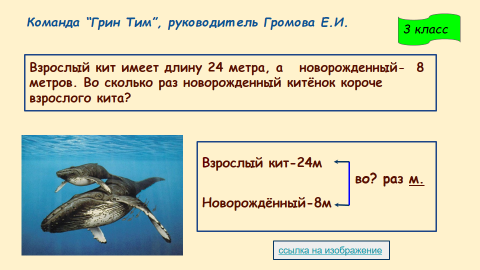 Команда “Грин Тим”, руководитель Громова Е.И.
3 класс
Взрослый кит имеет длину 24 метра, а новорожденный- 8
метров. Во сколько раз новорожденный китёнок короче
взрослого кита?
Взрослый кит-24м
во? раз м.
Новорождённый-8м
ссылка на изображение